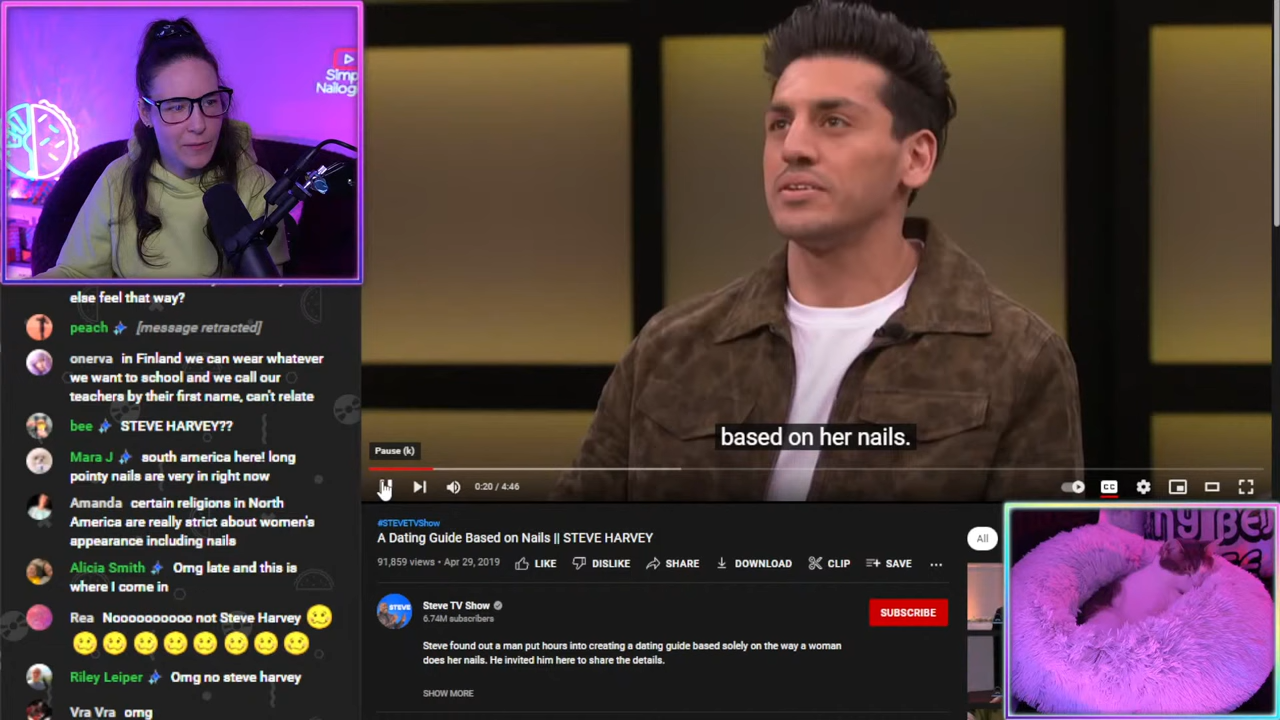 Simp
Nailog
else feel that way?
peach [message retracted]
onerva in Finland we can wear whatever
we want to school and we call our
teachers by their first name, can't relate
bee STEVE HARVEY??
Mara J south america here! long
pointy nails are very in right now
Amanda certain religions in North
America are really strict about women's
appearance including nails
Alicia Smith Omg late and this is
where I come in
Rea Noooooooooo not Steve Harvey
Riley Leiper Omg no steve harvey
Vra Vra omg
based on her nails.
Pause (k)
0:20 / 4:46
CC
#STEVETVShow
A Dating Guide Based on Nails || STEVE HARVEY
All
91,859 views • Apr 29, 2019
LIKE
DISLIKE
SHARE
DOWNLOAD
CLIP
SAVE
STEVE
Steve TV Show
6.74M subscribers
SUBSCRIBE
Steve found out a man put hours into creating a dating guide based solely on the way a woman
does her nails. He invited him here to share the details.
SHOW MORE